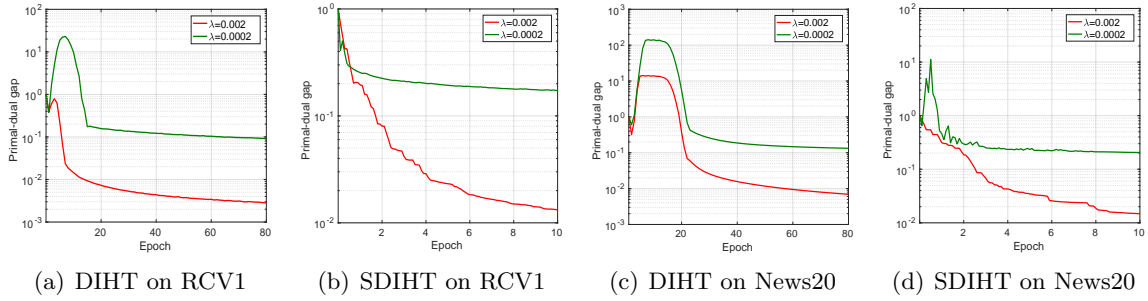 λ=0.002
λ=0.0002
10²
10¹
10⁰
10⁻¹
10⁻²
10⁻³
Primal-dual gap
0 20 40 60 80
Epoch
(a) DIHT on RCV1
λ=0.002
λ=0.0002
10⁰
10⁻¹
10⁻²
Primal-dual gap
0 2 4 6 8 10
Epoch
(b) SDIHT on RCV1
λ=0.002
λ=0.0002
10³
10²
10¹
10⁰
10⁻¹
10⁻²
10⁻³
Primal-dual gap
20 40 60 80
Epoch
(c) DIHT on News20
λ=0.002
λ=0.0002
10²
10¹
10⁰
10⁻¹
10⁻²
Primal-dual gap
2 4 6 8 10
Epoch
(d) SDIHT on News20